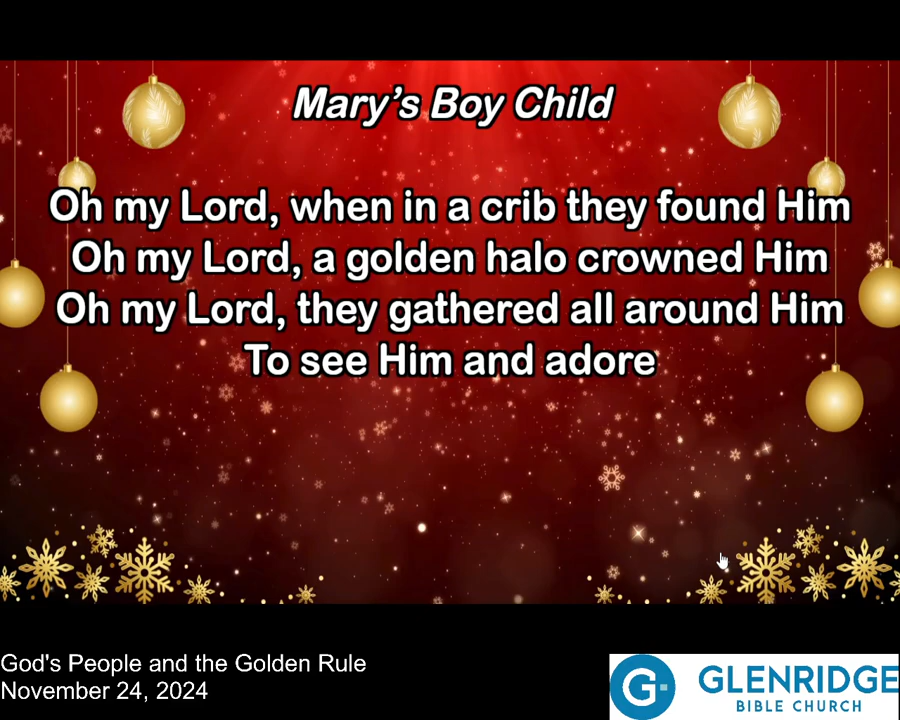 Mary's Boy Child
Oh my Lord, when in a crib they found Him
Oh my Lord, a golden halo crowned Him
Oh my Lord, they gathered all around Him
To see Him and adore
God's People and the Golden Rule
November 24, 2024
G
GLENRIDGE
BIBLE CHURCH